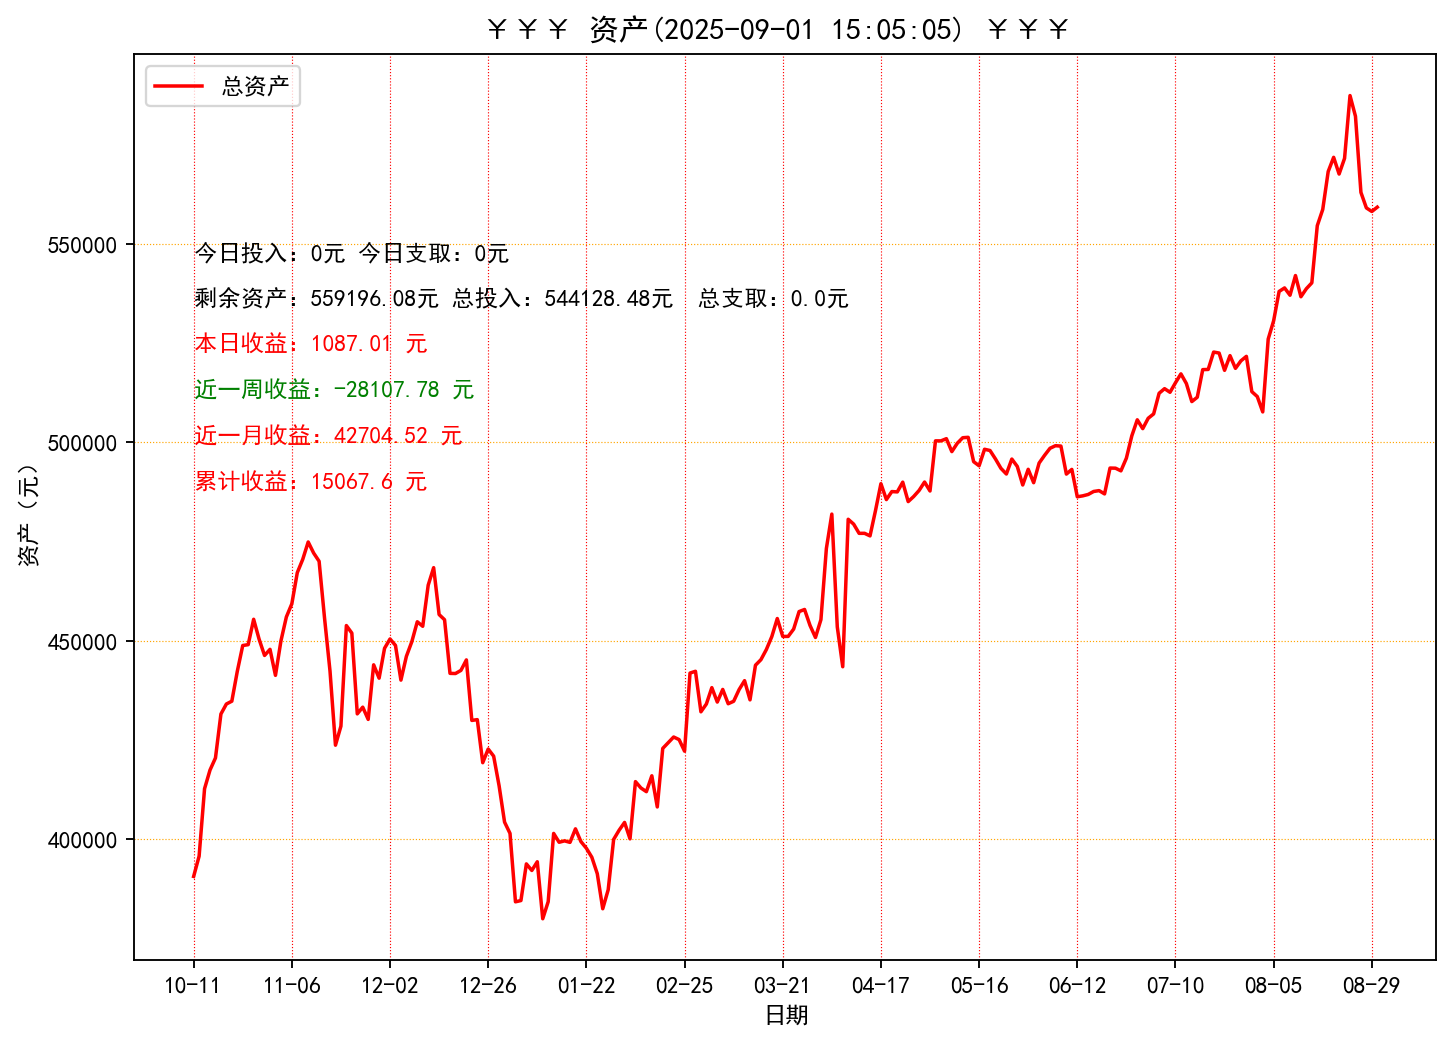 ￥￥￥ 资产(2025-09-01 15:05:05) ￥￥￥
总资产
今日投入：0元 今日支取：0元
剩余资产：559196.08元 总投入：544128.48元  总支取：0.0元
本日收益：1087.01 元
近一周收益：-28107.78 元
近一月收益：42704.52 元
累计收益：15067.6 元
550000
500000
450000
400000
资产（元）
10-11 11-06 12-02 12-26 01-22 02-25 03-21 04-17 05-16 06-12 07-10 08-05 08-29
日期